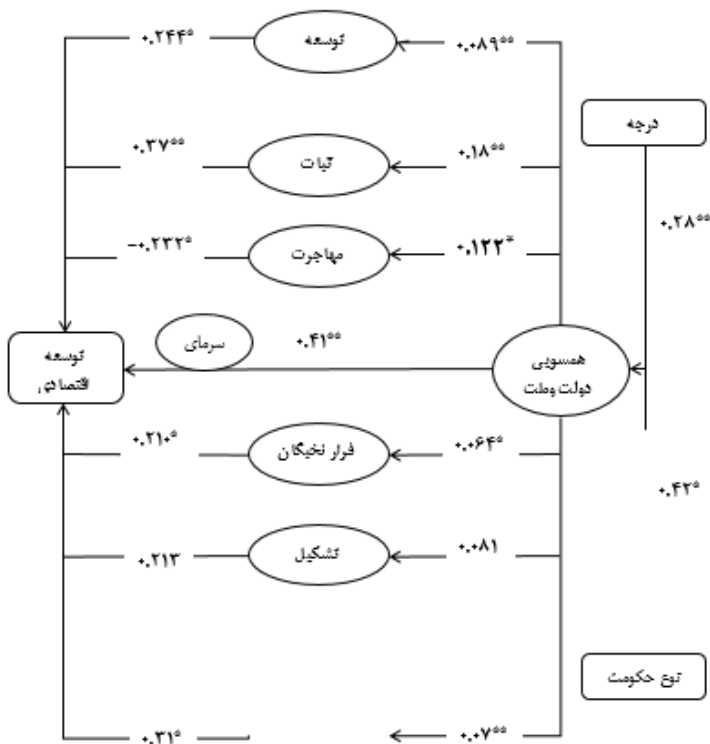 توسعه
۰.۲۴۴*
۰.۰۸۹**
درجه
ثبات
۰.۳۷**
۰.۱۸**
۰.۲۸**
مهاجرت
-۰.۲۳۲*
۰.۱۲۲*
سرمای
۰.۴۱**
توسعه
اقتصادی
همسویی
دولت وملت
فرار نخبگان
۰.۲۱۰*
۰.۰۶۴*
۰.۴۲*
تشکیل
۰.۲۱۳
۰.۰۸۱
نوع حکومت
۰.۳۱*
۰.۰۷**